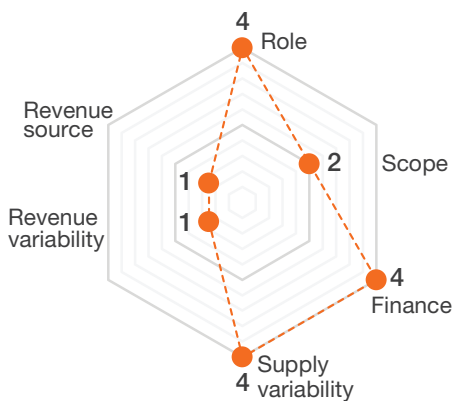 4
Role
Revenue
source
2
Scope
1
Revenue
variability
1
4
Finance
4
Supply
variability